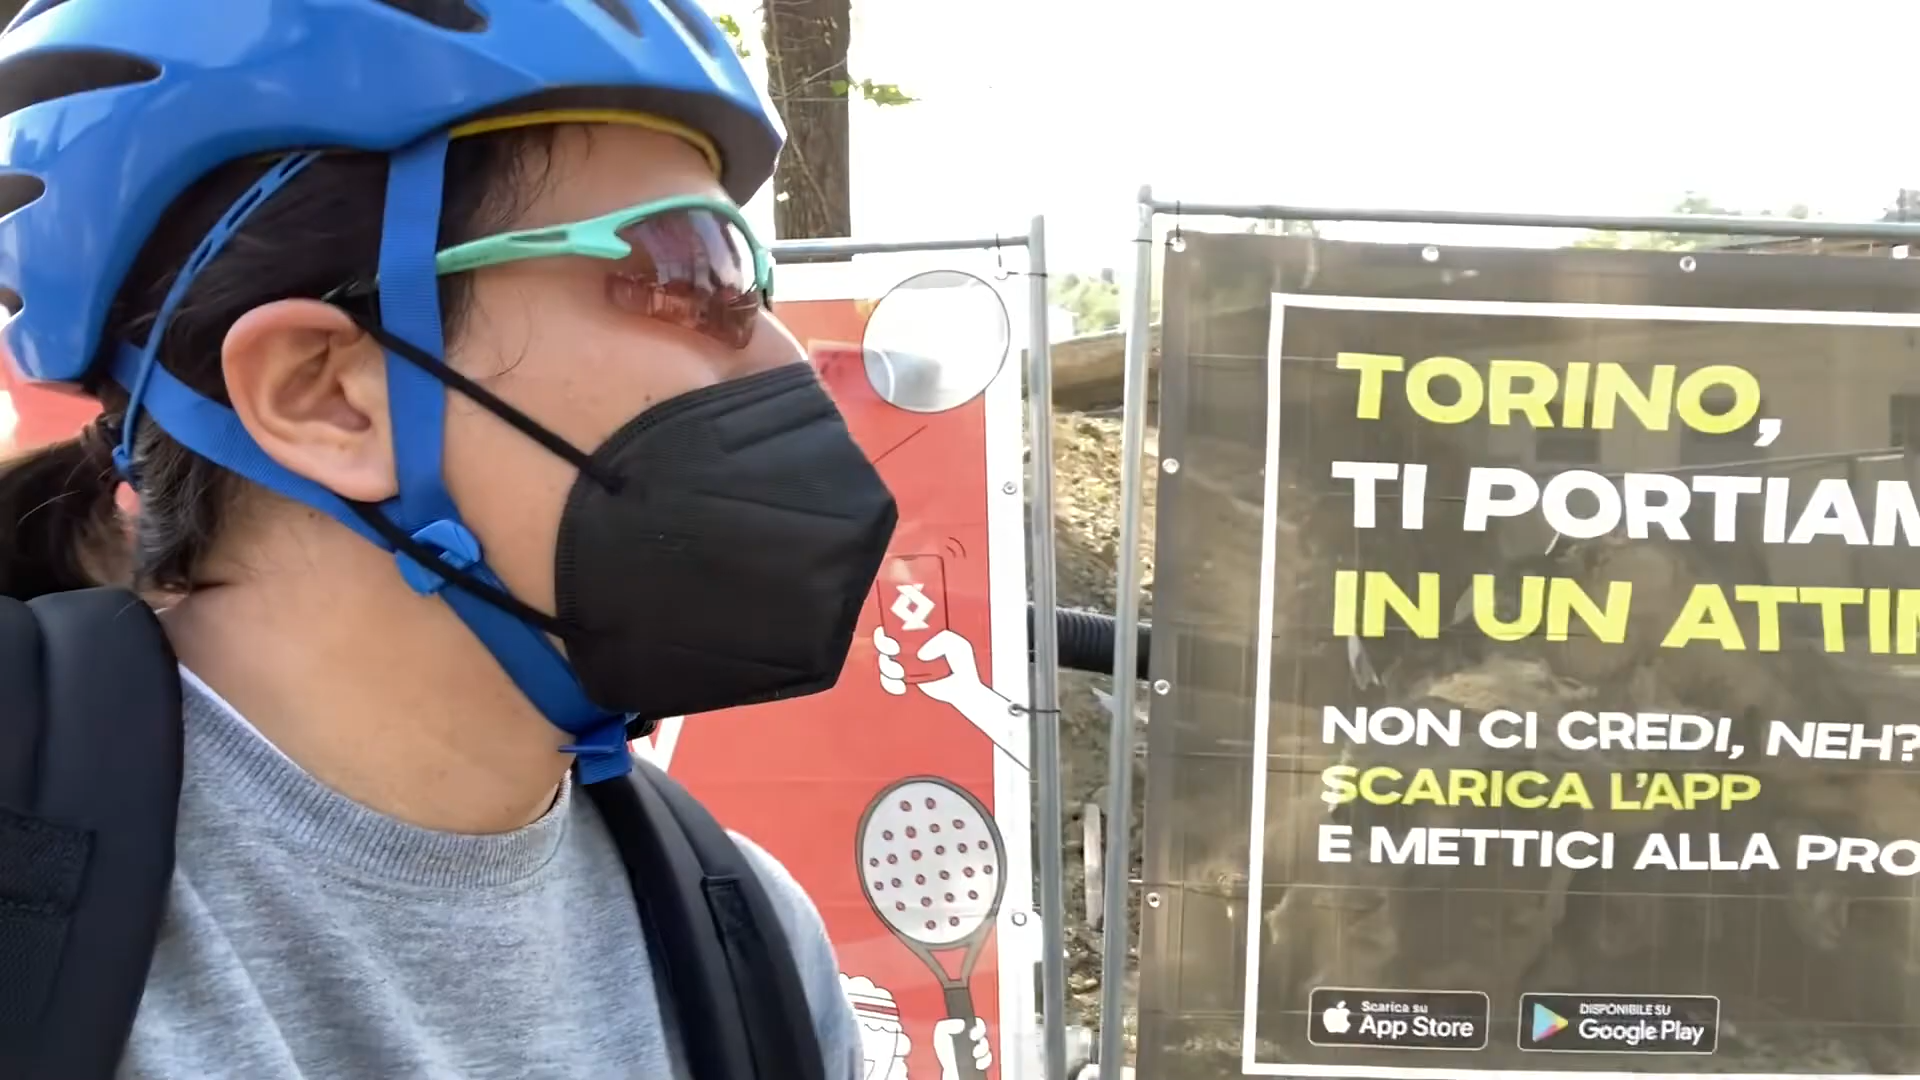 TORINO,
TI PORTIAM
IN UN ATTIM
NON CI CREDI, NEH?
SCARICA L'APP
E METTICI ALLA PRO
Scarica su
App Store
DISPONIBILE SU
Google Play